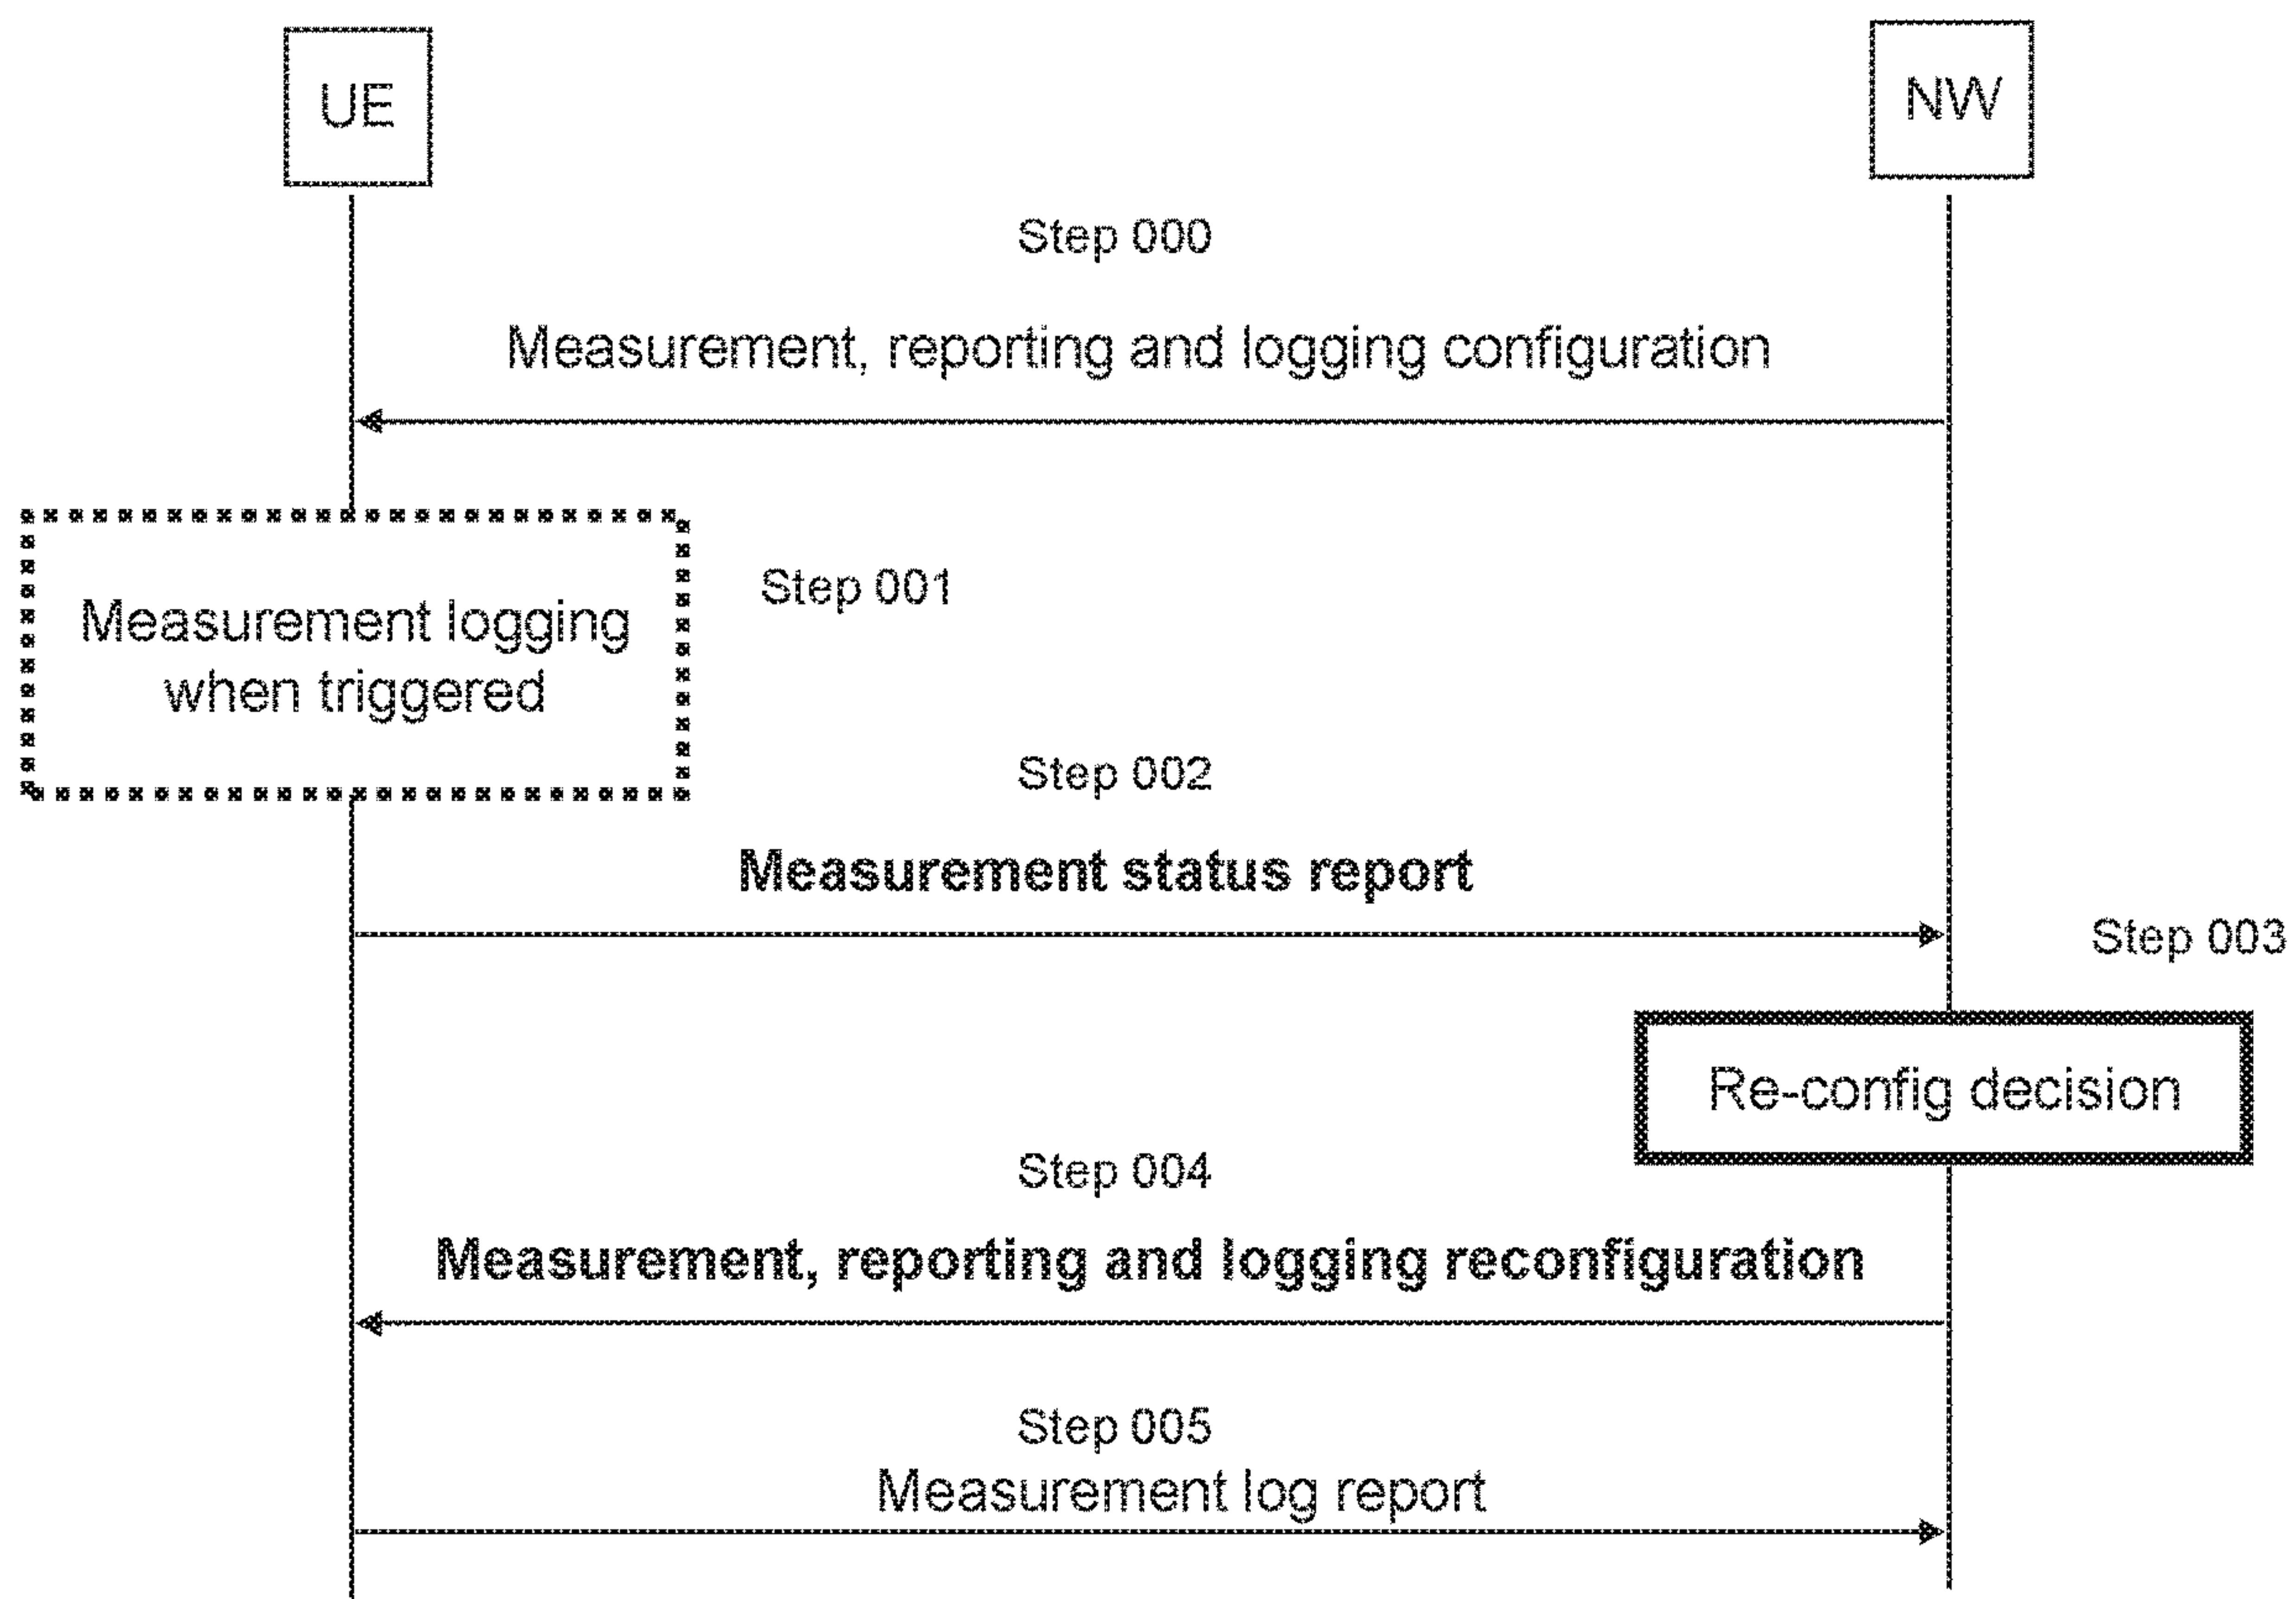 UE
NW
Step 000
Measurement, reporting and logging configuration
Step 001
Measurement logging
when triggered
Step 002
Measurement status report
Step 003
Re-config decision
Step 004
Measurement, reporting and logging reconfiguration
Step 005
Measurement log report